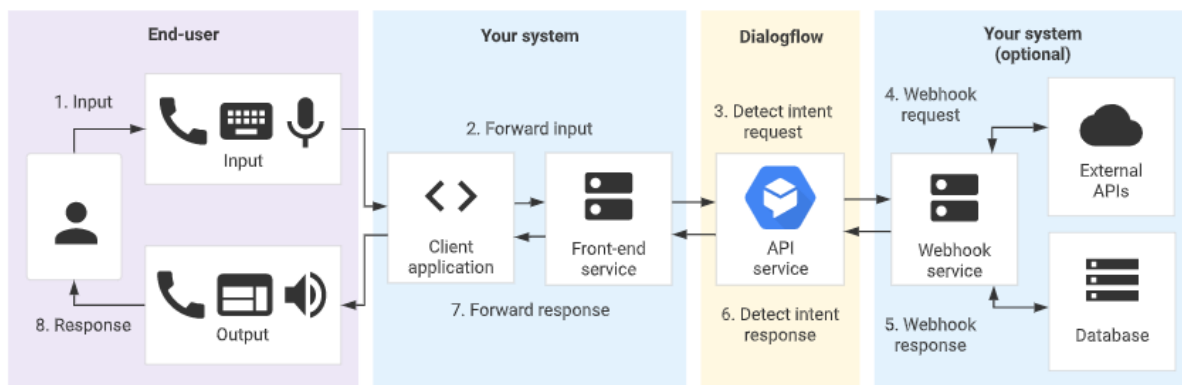 End-user
Your system
Dialogflow
Your system
(optional)
1. Input
Input
2. Forward input
3. Detect intent
request
4. Webhook
request
External
APIs
Client
application
Front-end
service
API
service
Webhook
service
8. Response
Output
7. Forward response
6. Detect intent
response
5. Webhook
response
Database